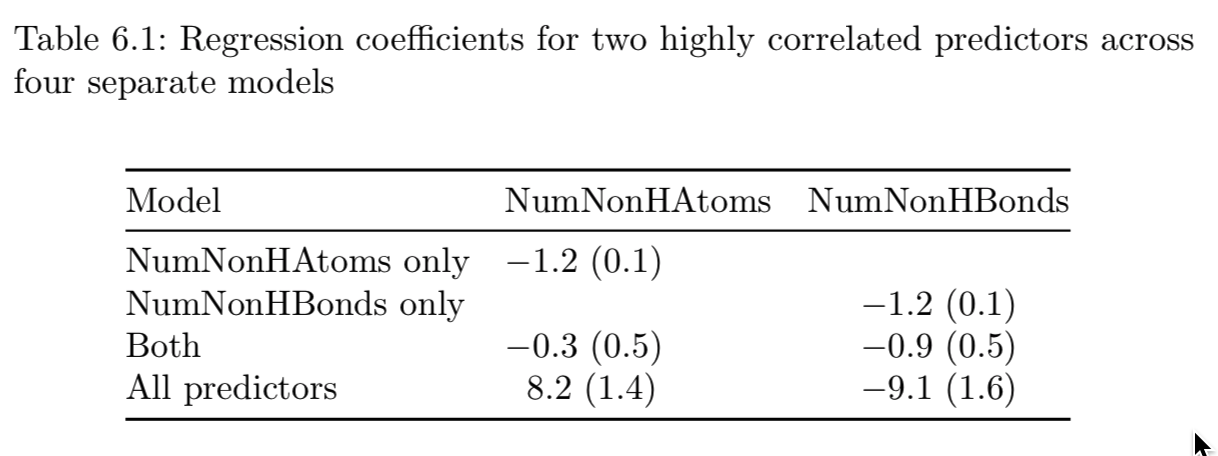 Table 6.1: Regression coefficients for two highly correlated predictors across
four separate models
Model NumNonHAtoms NumNonHBonds
NumNonHAtoms only −1.2 (0.1)
NumNonHBonds only −1.2 (0.1)
Both −0.3 (0.5) −0.9 (0.5)
All predictors 8.2 (1.4) −9.1 (1.6)